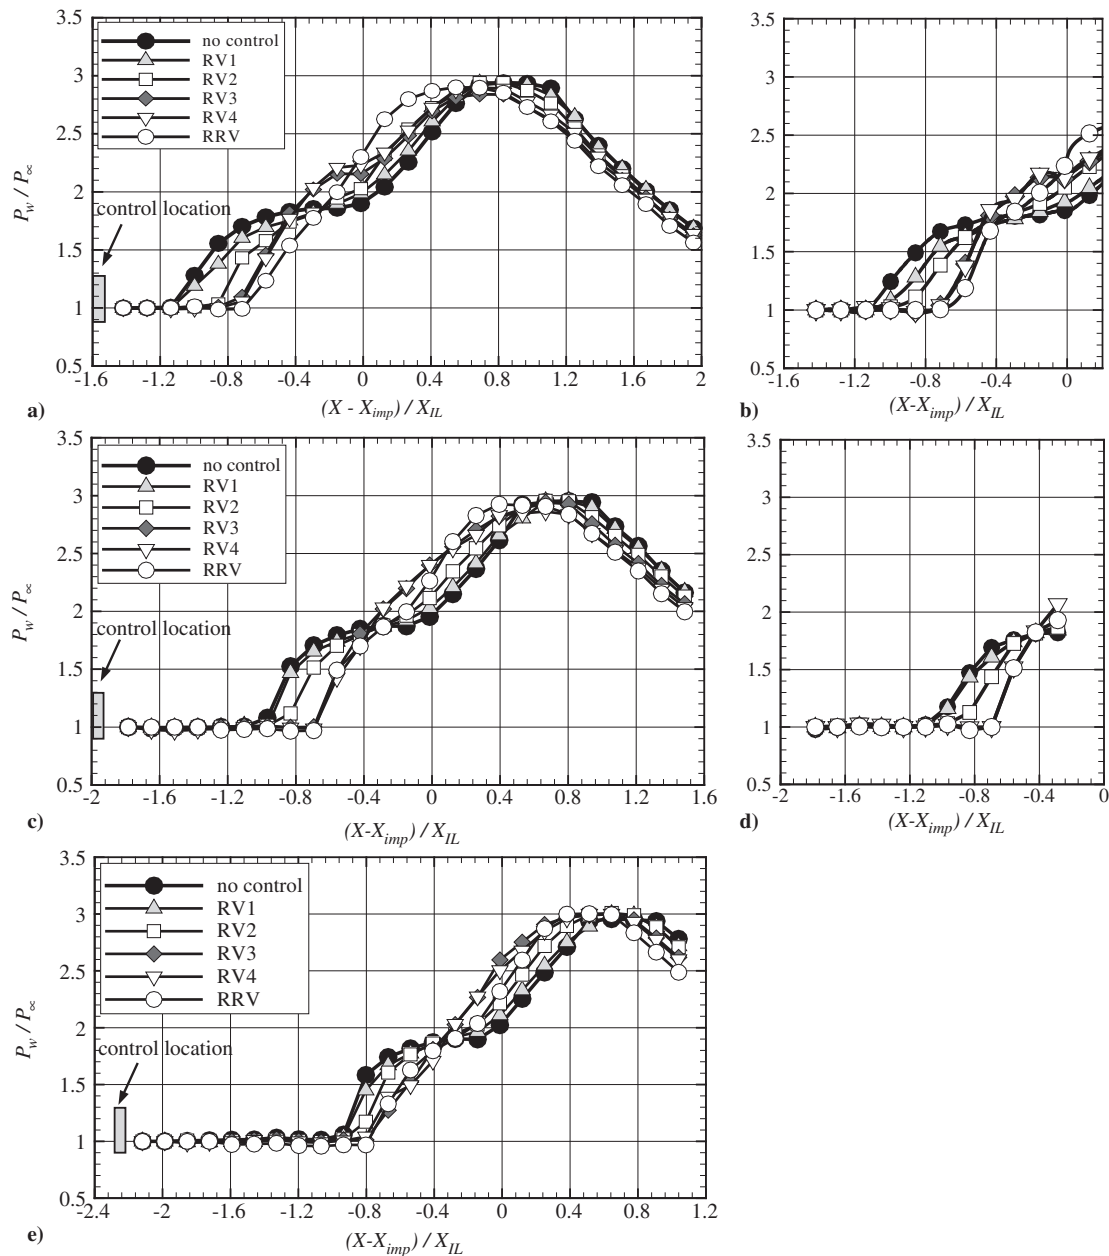 3.5
3
2.5
2
1.5
1
0.5
P_w / P_∞
no control
RV1
RV2
RV3
RV4
RRV
control location
-1.6 -1.2 -0.8 -0.4 0 0.4 0.8 1.2 1.6 2
(X - X_imp) / X_IL
a)
3.5
3
2.5
2
1.5
1
0.5
-1.6 -1.2 -0.8 -0.4 0
(X-X_imp) / X_IL
b)
3.5
3
2.5
2
1.5
1
0.5
P_w / P_∞
no control
RV1
RV2
RV3
RV4
RRV
control location
-2 -1.6 -1.2 -0.8 -0.4 0 0.4 0.8 1.2 1.6
(X-X_imp) / X_IL
c)
3.5
3
2.5
2
1.5
1
0.5
-2 -1.6 -1.2 -0.8 -0.4 0
(X-X_imp) / X_IL
d)
3.5
3
2.5
2
1.5
1
0.5
P_w / P_∞
no control
RV1
RV2
RV3
RV4
RRV
control location
-2.4 -2 -1.6 -1.2 -0.8 -0.4 0 0.4 0.8 1.2
(X-X_imp) / X_IL
e)